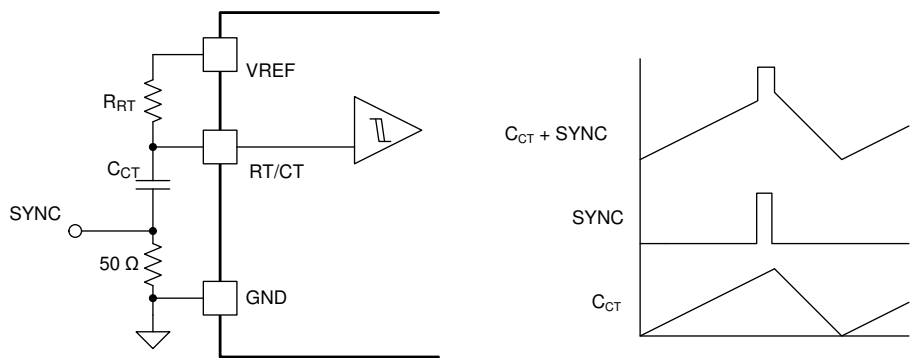 VREF
R_RT
RT/CT
C_CT
SYNC
50 Ω
GND
C_CT + SYNC
SYNC
C_CT